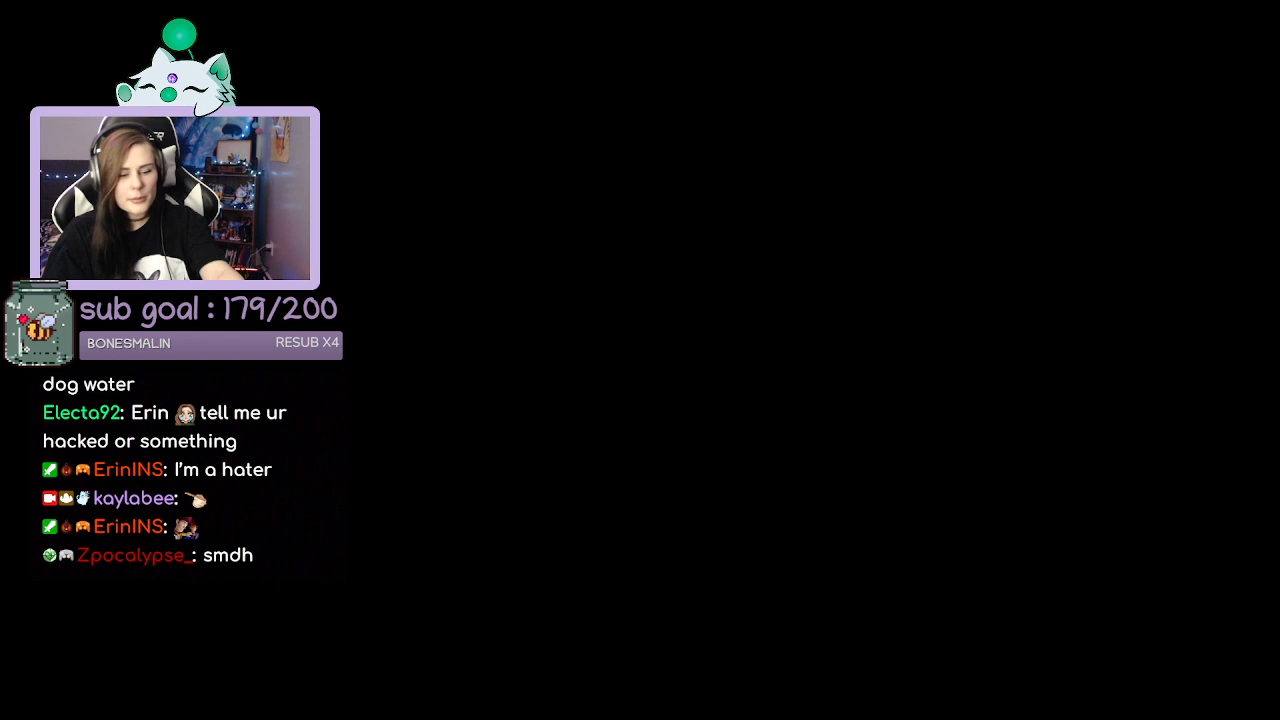 sub goal : 179/200
BONESMALIN RESUB X4
dog water
Electa92: Erin tell me ur
hacked or something
ErinINS: I'm a hater
kaylabee:
ErinINS:
Zpocalypse_: smdh